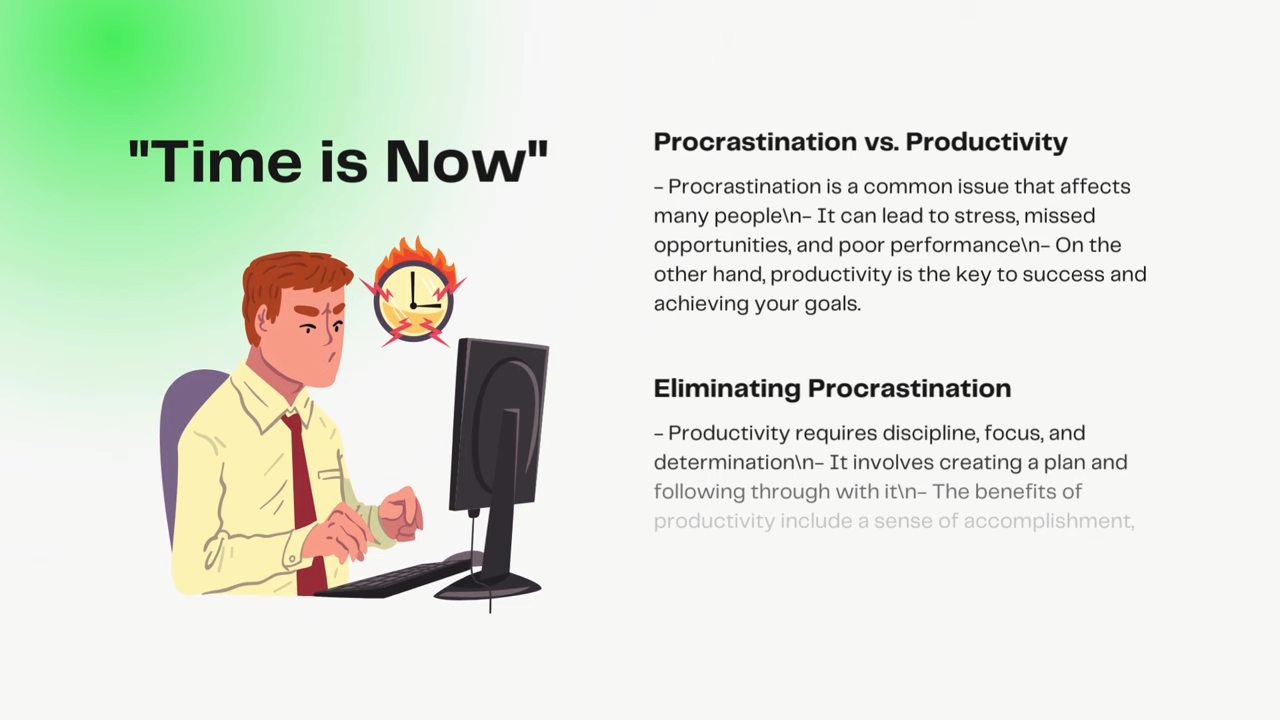 "Time is Now"
Procrastination vs. Productivity
- Procrastination is a common issue that affects
many people\n- It can lead to stress, missed
opportunities, and poor performance\n- On the
other hand, productivity is the key to success and
achieving your goals.
Eliminating Procrastination
- Productivity requires discipline, focus, and
determination\n- It involves creating a plan and
following through with it\n- The benefits of
productivity include a sense of accomplishment,